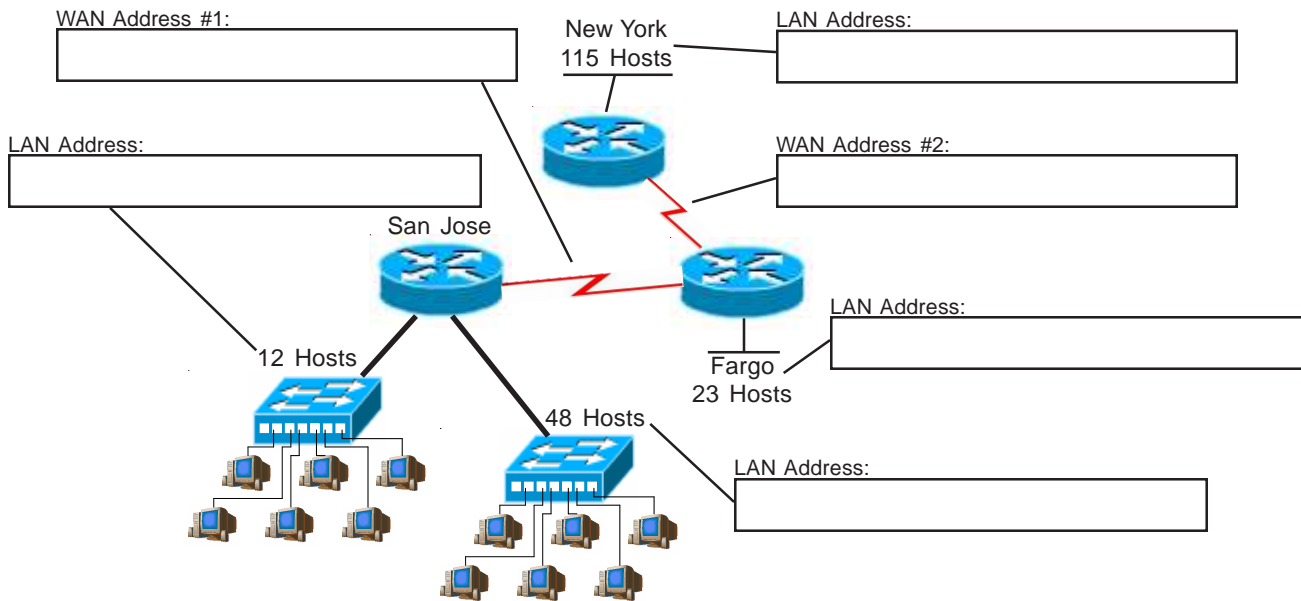 WAN Address #1:
New York
115 Hosts
LAN Address:
LAN Address:
WAN Address #2:
San Jose
LAN Address:
12 Hosts
Fargo
23 Hosts
48 Hosts
LAN Address: